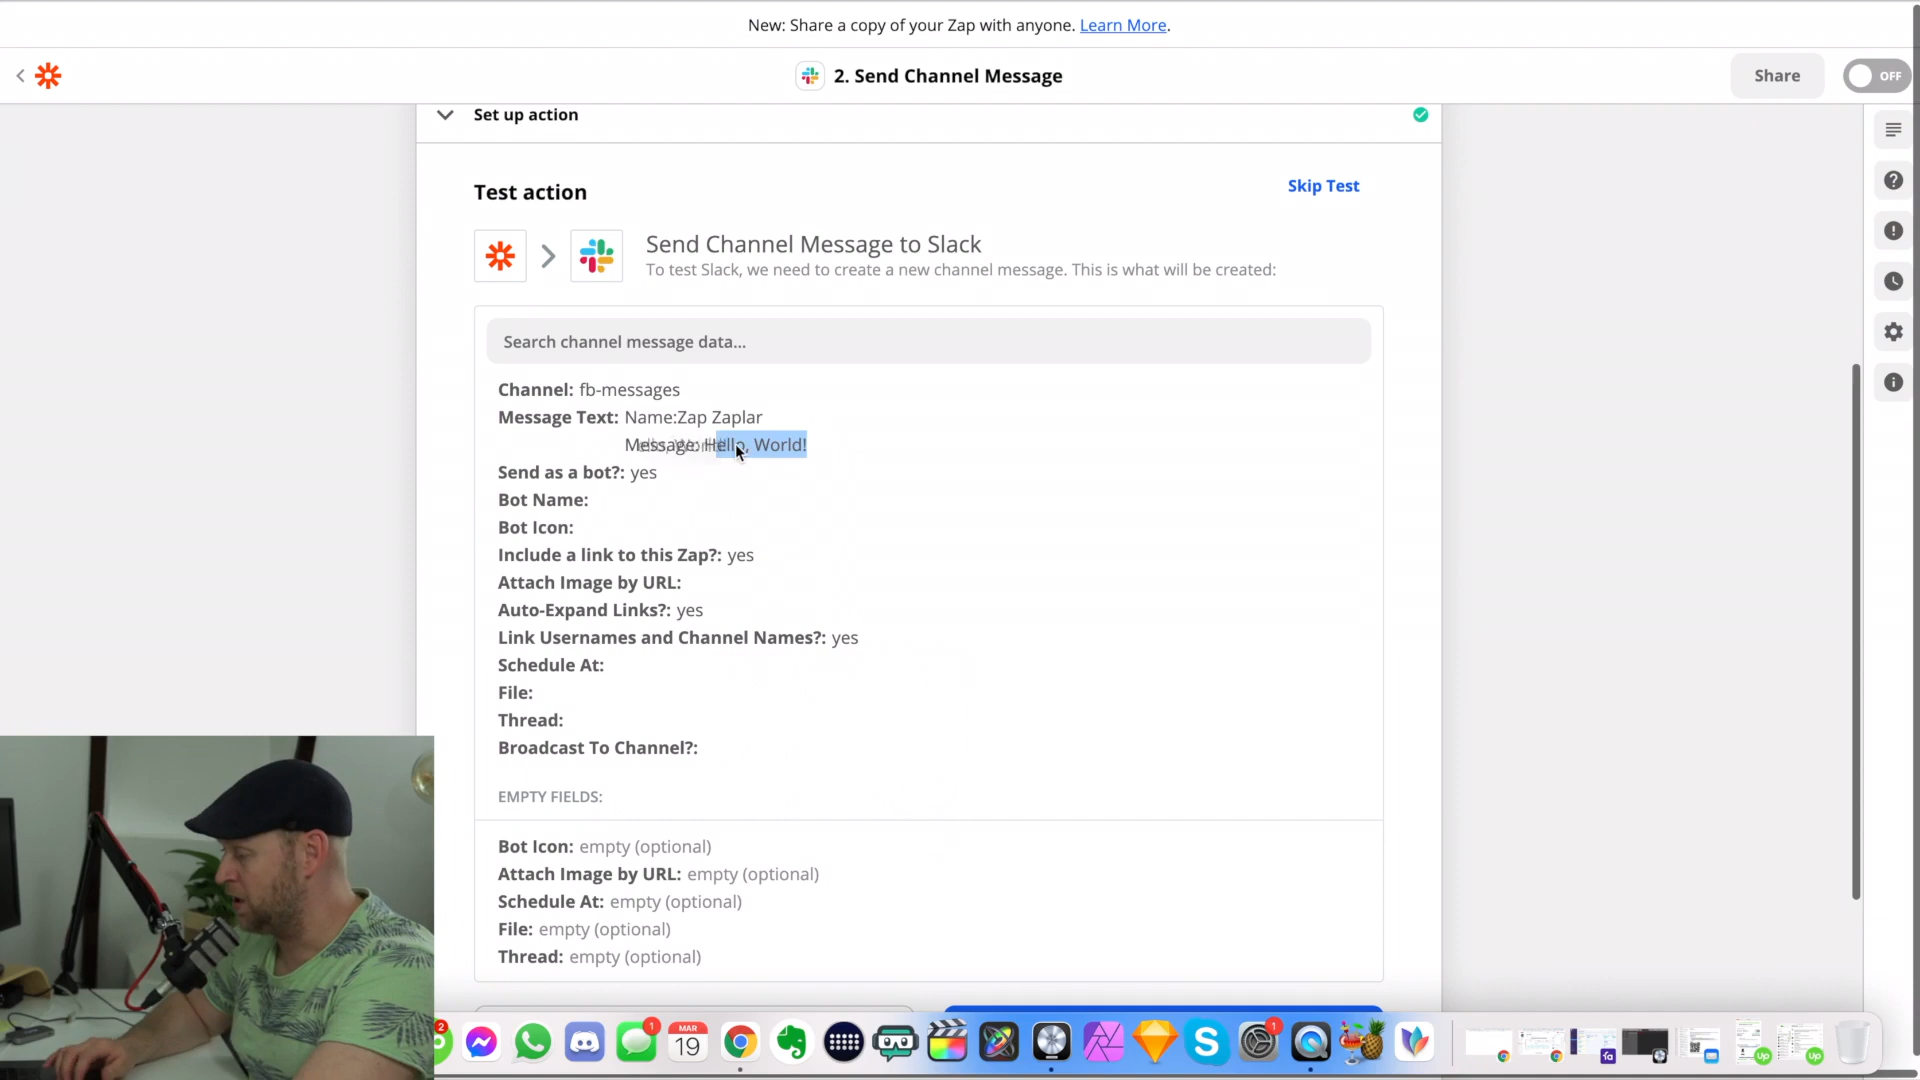 New: Share a copy of your Zap with anyone. Learn More.
2. Send Channel Message
Share
OFF
Set up action
Test action
Skip Test
Send Channel Message to Slack
To test Slack, we need to create a new channel message. This is what will be created:
Search channel message data...
Channel: fb-messages
Message Text: Name:Zap Zaplar
Message: Hello, World!
Send as a bot?: yes
Bot Name:
Bot Icon:
Include a link to this Zap?: yes
Attach Image by URL:
Auto-Expand Links?: yes
Link Usernames and Channel Names?: yes
Schedule At:
File:
Thread:
Broadcast To Channel?:
EMPTY FIELDS:
Bot Icon: empty (optional)
Attach Image by URL: empty (optional)
Schedule At: empty (optional)
File: empty (optional)
Thread: empty (optional)
2
1
MAR
19
1